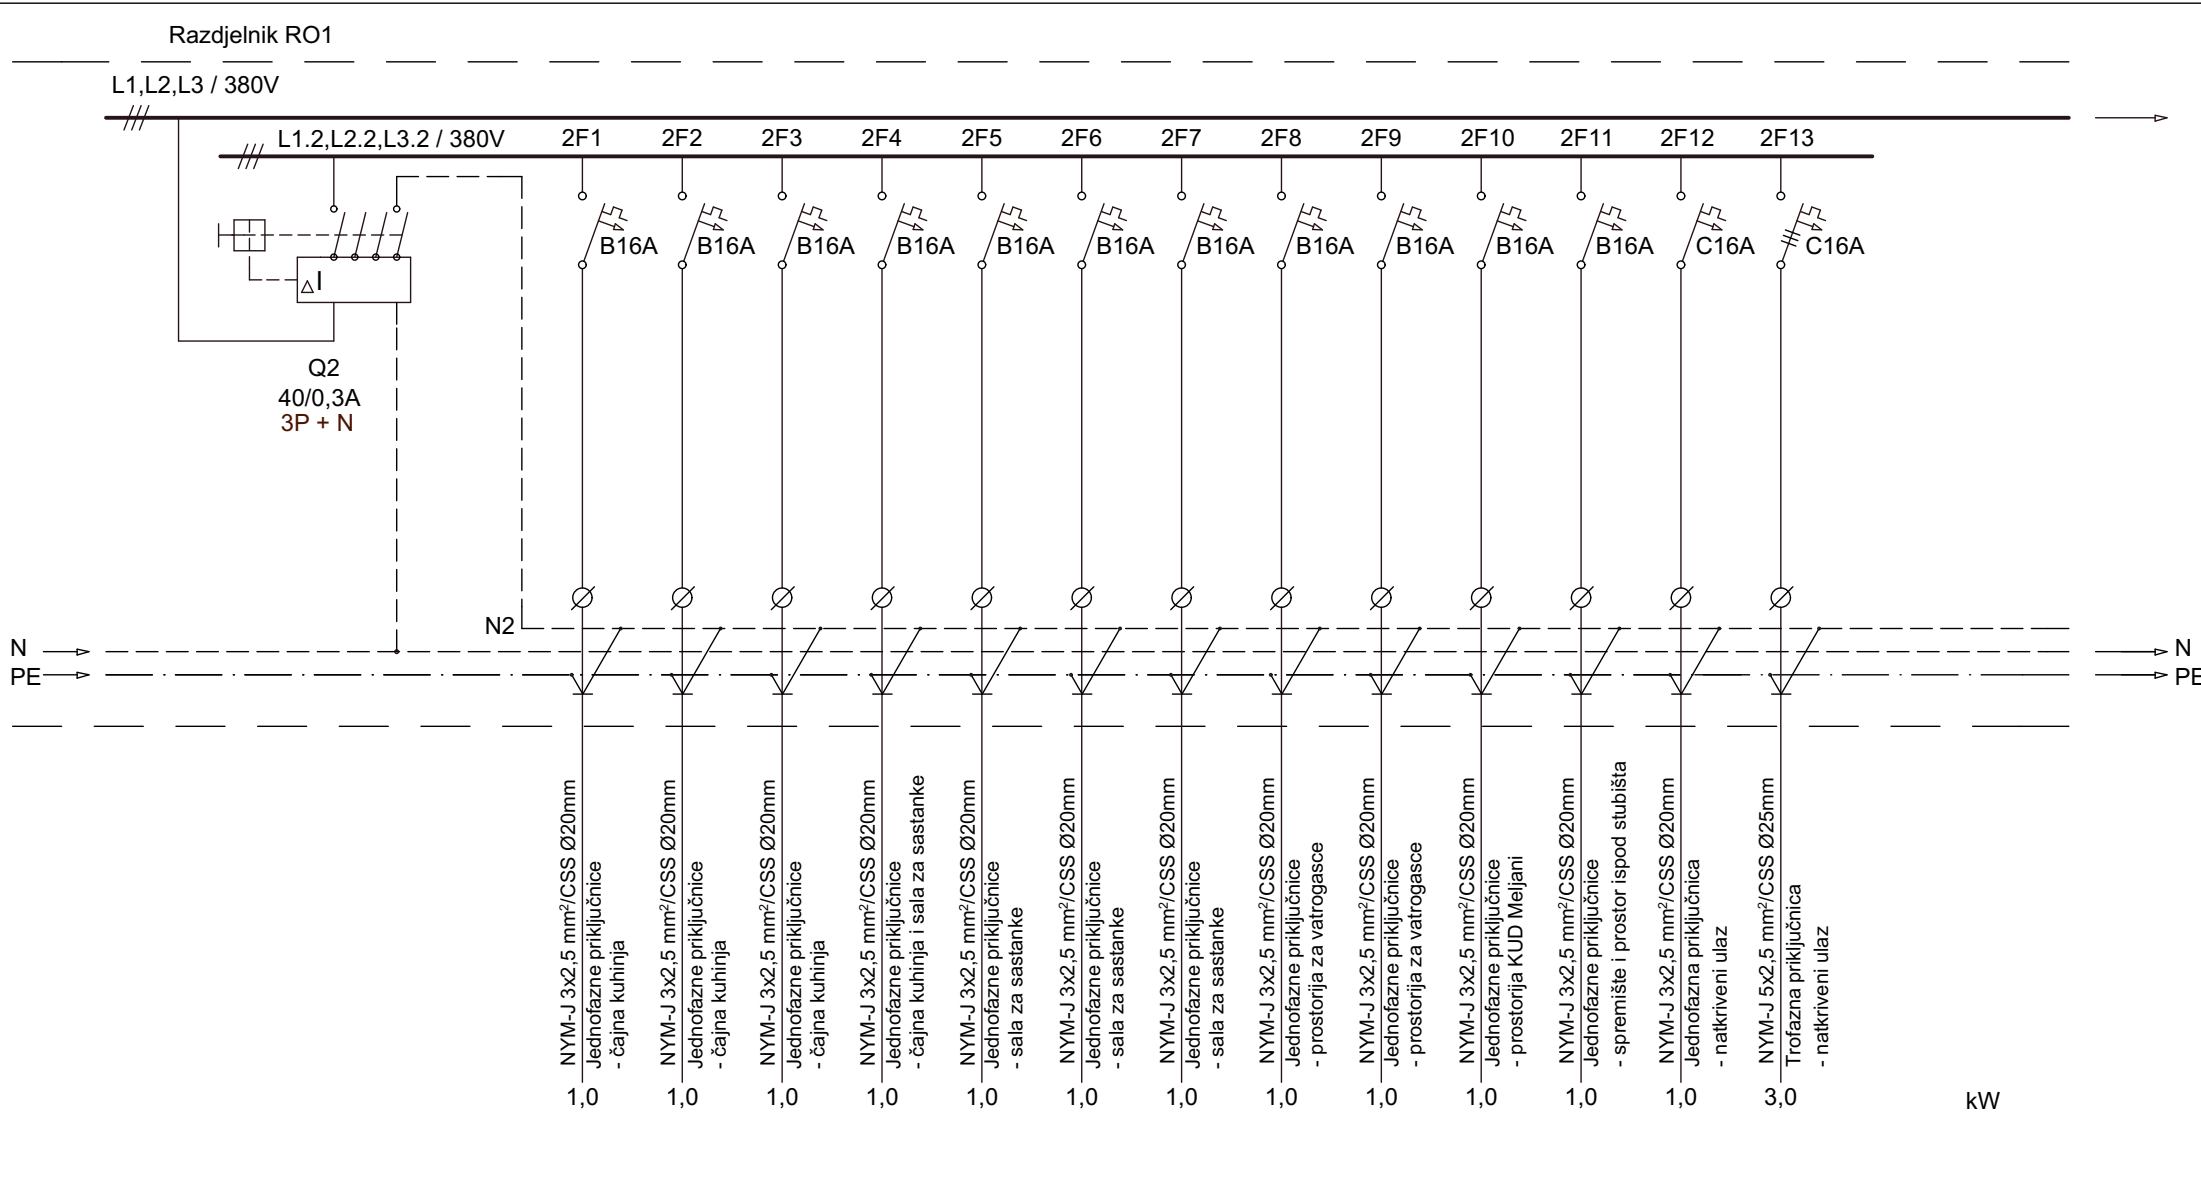 Razdjelnik RO1
L1,L2,L3 / 380V
L1.2,L2.2,L3.2 / 380V
2F1
2F2
2F3
2F4
2F5
2F6
2F7
2F8
2F9
2F10
2F11
2F12
2F13
B16A
B16A
B16A
B16A
B16A
B16A
B16A
B16A
B16A
B16A
B16A
C16A
C16A
△I
Q2
40/0,3A
3P + N
N2
N
PE
N
PE
NYM-J 3x2,5 mm²/CSS Ø20mm
Jednofazne priključnice
- čajna kuhinja
NYM-J 3x2,5 mm²/CSS Ø20mm
Jednofazne priključnice
- čajna kuhinja
NYM-J 3x2,5 mm²/CSS Ø20mm
Jednofazne priključnice
- čajna kuhinja
NYM-J 3x2,5 mm²/CSS Ø20mm
Jednofazne priključnice
- čajna kuhinja i sala za sastanke
NYM-J 3x2,5 mm²/CSS Ø20mm
Jednofazne priključnice
- sala za sastanke
NYM-J 3x2,5 mm²/CSS Ø20mm
Jednofazne priključnice
- sala za sastanke
NYM-J 3x2,5 mm²/CSS Ø20mm
Jednofazne priključnice
- sala za sastanke
NYM-J 3x2,5 mm²/CSS Ø20mm
Jednofazne priključnice
- prostorija za vatrogasce
NYM-J 3x2,5 mm²/CSS Ø20mm
Jednofazne priključnice
- prostorija za vatrogasce
NYM-J 3x2,5 mm²/CSS Ø20mm
Jednofazne priključnice
- prostorija KUD Meljani
NYM-J 3x2,5 mm²/CSS Ø20mm
Jednofazne priključnice
- spremište i prostor ispod stubišta
NYM-J 3x2,5 mm²/CSS Ø20mm
Jednofazna priključnica
- natkriveni ulaz
NYM-J 5x2,5 mm²/CSS Ø25mm
Trofazna priključnica
- natkriveni ulaz
1,0
1,0
1,0
1,0
1,0
1,0
1,0
1,0
1,0
1,0
1,0
1,0
3,0
kW